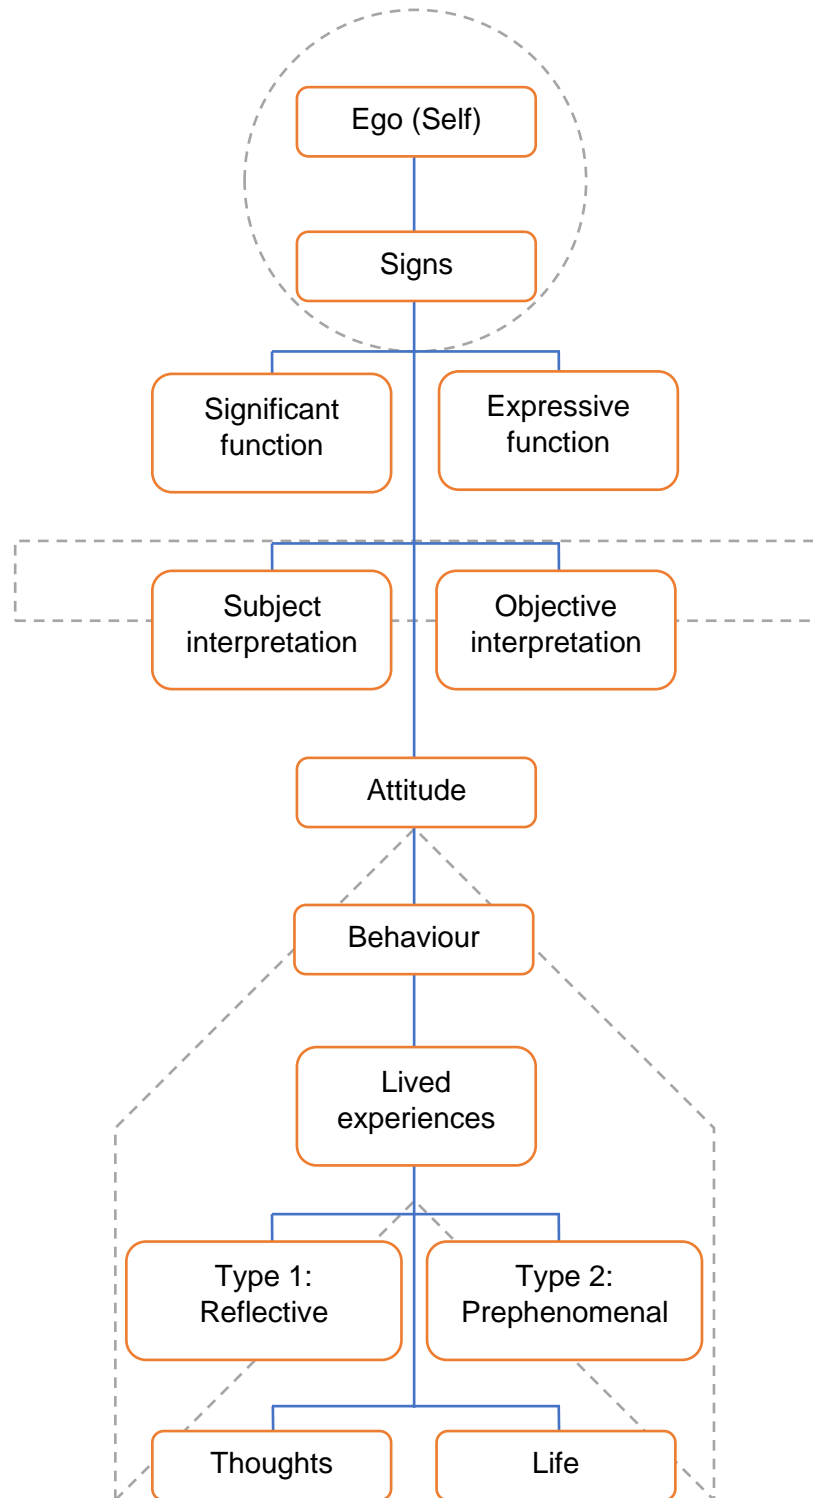 Ego (Self)
Signs
Significant
function
Expressive
function
Subject
interpretation
Objective
interpretation
Attitude
Behaviour
Lived
experiences
Type 1:
Reflective
Type 2:
Prephenomenal
Thoughts
Life